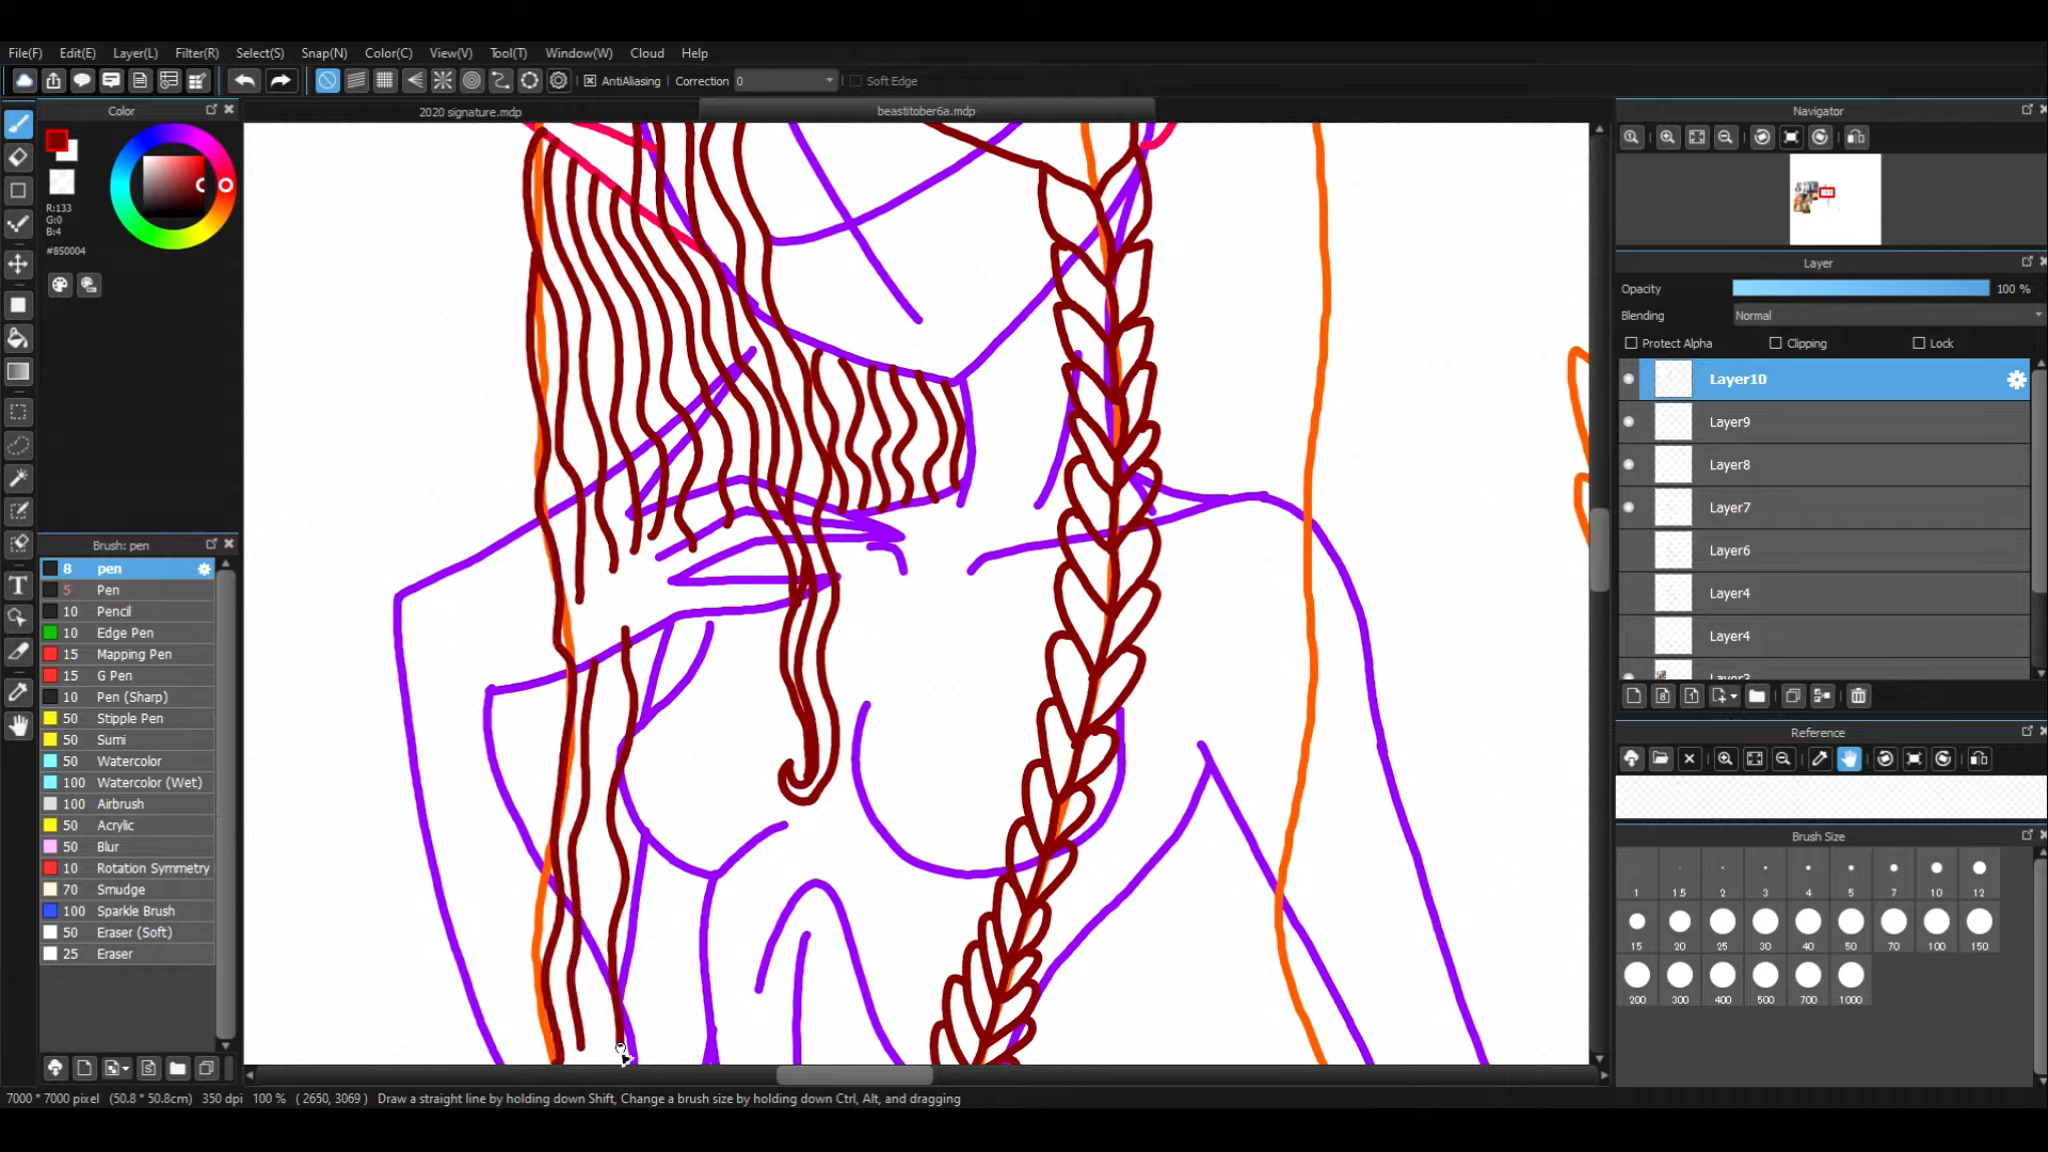 File(F) Edit(E) Layer(L) Filter(R) Select(S) Snap(N) Color(C) View(V) Tool(T) Window(W) Cloud Help
AntiAliasing Correction 0 Soft Edge
Color
2020 signature.mdp
beastitober6a.mdp
Navigator
R:133
G:0
B:4
#850004
Layer
Opacity 100 %
Blending Normal
Protect Alpha Clipping Lock
Layer10
Layer9
Layer8
Layer7
Layer6
Layer4
Layer4
Brush: pen
8 pen
5 Pen
10 Pencil
10 Edge Pen
15 Mapping Pen
15 G Pen
10 Pen (Sharp)
50 Stipple Pen
50 Sumi
50 Watercolor
100 Watercolor (Wet)
100 Airbrush
50 Acrylic
50 Blur
10 Rotation Symmetry
70 Smudge
100 Sparkle Brush
50 Eraser (Soft)
25 Eraser
Reference
Brush Size
1 1.5 2 3 4 5 7 10 12
15 20 25 30 40 50 70 100 150
200 300 400 500 700 1000
7000 * 7000 pixel (50.8 * 50.8cm) 350 dpi 100 % ( 2650, 3069 ) Draw a straight line by holding down Shift, Change a brush size by holding down Ctrl, Alt, and dragging